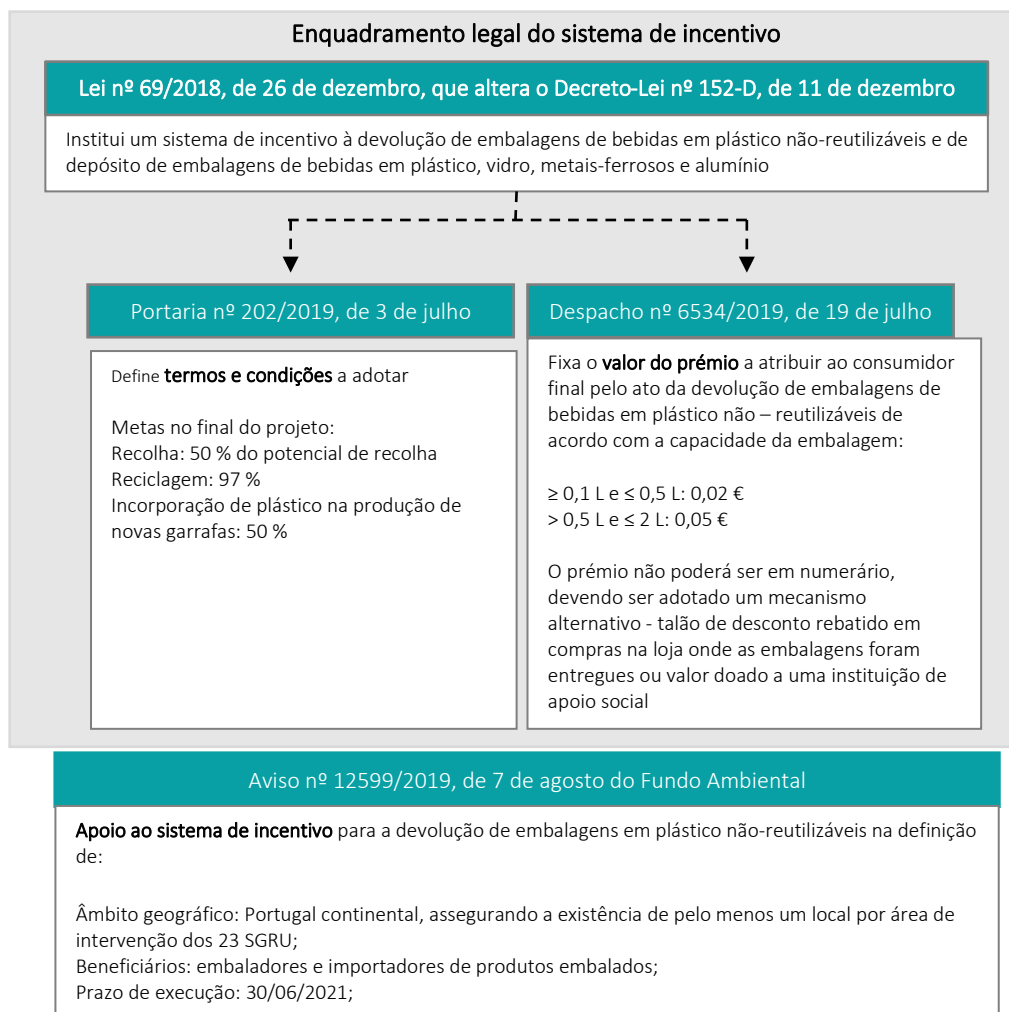 Enquadramento legal do sistema de incentivo
Lei nº 69/2018, de 26 de dezembro, que altera o Decreto-Lei nº 152-D, de 11 de dezembro
Institui um sistema de incentivo à devolução de embalagens de bebidas em plástico não-reutilizáveis e de
depósito de embalagens de bebidas em plástico, vidro, metais-ferrosos e alumínio
Portaria nº 202/2019, de 3 de julho
Define termos e condições a adotar
Metas no final do projeto:
Recolha: 50 % do potencial de recolha
Reciclagem: 97 %
Incorporação de plástico na produção de
novas garrafas: 50 %
Despacho nº 6534/2019, de 19 de julho
Fixa o valor do prémio a atribuir ao consumidor
final pelo ato da devolução de embalagens de
bebidas em plástico não – reutilizáveis de
acordo com a capacidade da embalagem:
≥ 0,1 L e ≤ 0,5 L: 0,02 €
> 0,5 L e ≤ 2 L: 0,05 €
O prémio não poderá ser em numerário,
devendo ser adotado um mecanismo
alternativo - talão de desconto rebatido em
compras na loja onde as embalagens foram
entregues ou valor doado a uma instituição de
apoio social
Aviso nº 12599/2019, de 7 de agosto do Fundo Ambiental
Apoio ao sistema de incentivo para a devolução de embalagens em plástico não-reutilizáveis na definição
de:
Âmbito geográfico: Portugal continental, assegurando a existência de pelo menos um local por área de
intervenção dos 23 SGRU;
Beneficiários: embaladores e importadores de produtos embalados;
Prazo de execução: 30/06/2021;